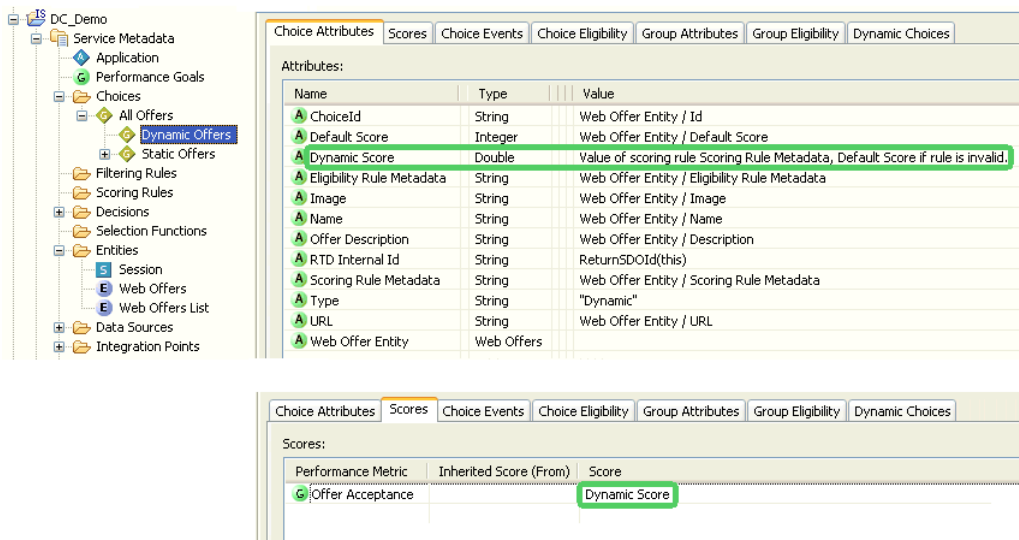 DC_Demo
Service Metadata
Application
Performance Goals
Choices
All Offers
Dynamic Offers
Static Offers
Filtering Rules
Scoring Rules
Decisions
Selection Functions
Entities
Session
Web Offers
Web Offers List
Data Sources
Integration Points
Choice Attributes Scores Choice Events Choice Eligibility Group Attributes Group Eligibility Dynamic Choices
Attributes:
Name Type Value
ChoiceId String Web Offer Entity / Id
Default Score Integer Web Offer Entity / Default Score
Dynamic Score Double Value of scoring rule Scoring Rule Metadata, Default Score if rule is invalid.
Eligibility Rule Metadata String Web Offer Entity / Eligibility Rule Metadata
Image String Web Offer Entity / Image
Name String Web Offer Entity / Name
Offer Description String Web Offer Entity / Description
RTD Internal Id String ReturnSDOId(this)
Scoring Rule Metadata String Web Offer Entity / Scoring Rule Metadata
Type String "Dynamic"
URL String Web Offer Entity / URL
Web Offer Entity Web Offers
Choice Attributes Scores Choice Events Choice Eligibility Group Attributes Group Eligibility Dynamic Choices
Scores:
Performance Metric Inherited Score (From) Score
Offer Acceptance Dynamic Score